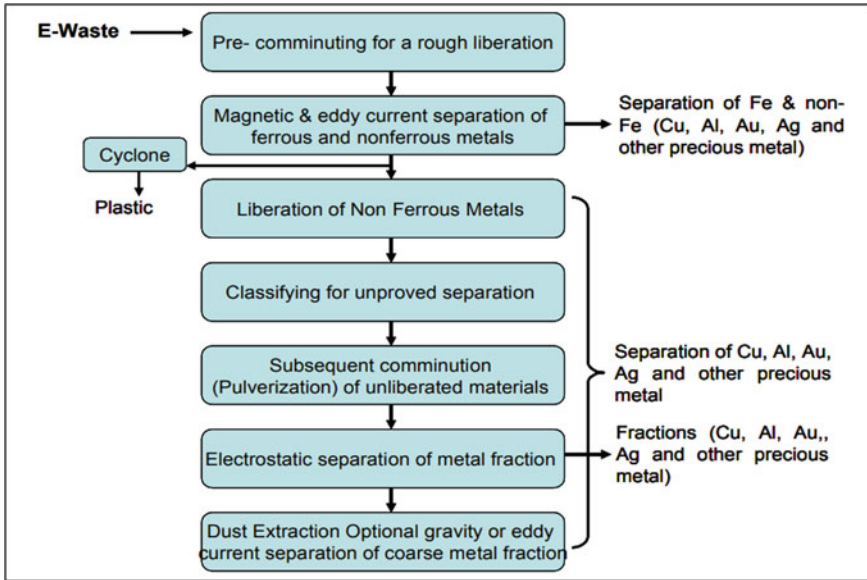 E-Waste
Pre- comminuting for a rough liberation
Magnetic & eddy current separation of
ferrous and nonferrous metals
Separation of Fe & non-
Fe (Cu, Al, Au, Ag and
other precious
metal)
Cyclone
Plastic
Liberation of Non Ferrous Metals
Classifying for unproved separation
Subsequent comminution
(Pulverization) of unliberated materials
Separation of Cu, Al, Au,
Ag and other precious
metal
Electrostatic separation of metal fraction
Fractions (Cu, Al, Au,,
Ag and other precious
metal)
Dust Extraction Optional gravity or eddy
current separation of coarse metal fraction